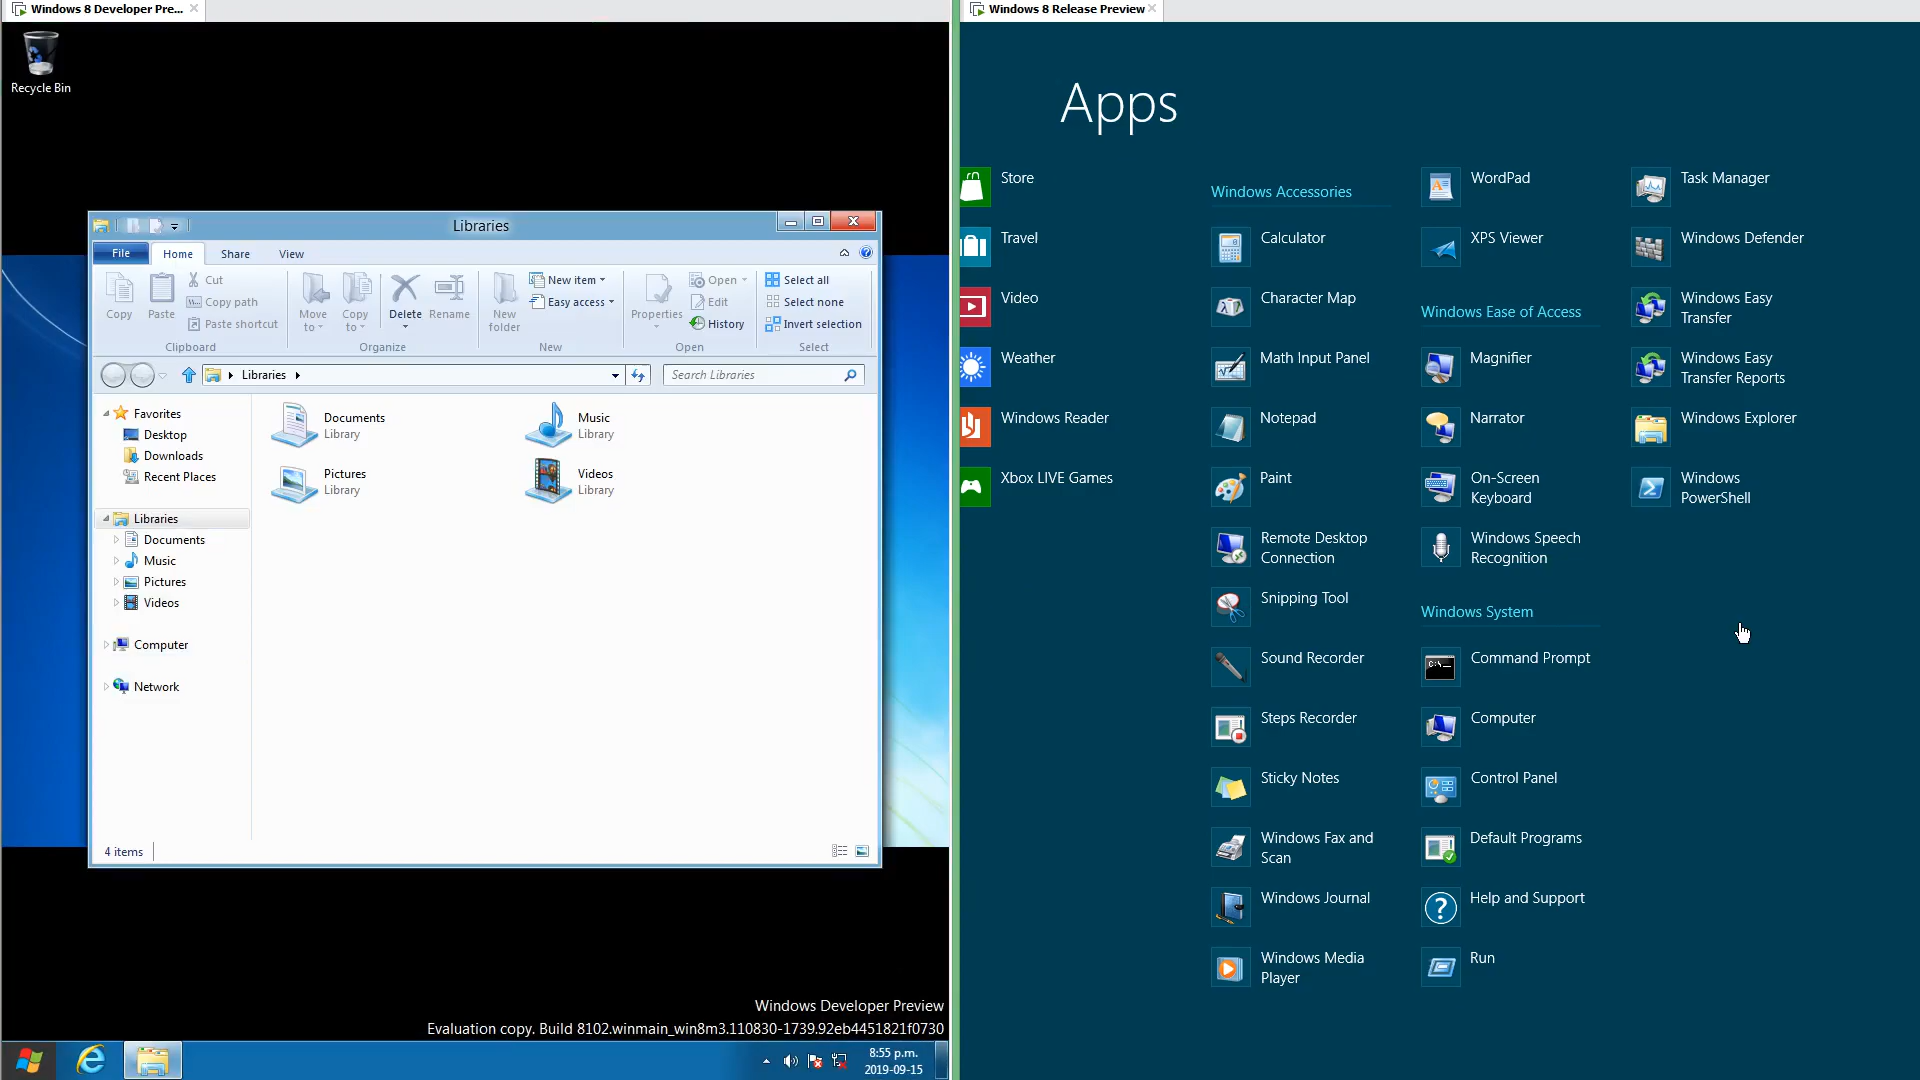 Windows 8 Developer Pre...
Recycle Bin
Libraries
File
Home
Share
View
Copy
Paste
Cut
Copy path
Paste shortcut
Clipboard
Move to
Copy to
Delete
Rename
Organize
New folder
New item
Easy access
New
Properties
Open
Edit
History
Open
Select all
Select none
Invert selection
Select
Libraries
Search Libraries
Favorites
Desktop
Downloads
Recent Places
Libraries
Documents
Music
Pictures
Videos
Computer
Network
Documents
Library
Music
Library
Pictures
Library
Videos
Library
4 items
Windows Developer Preview
Evaluation copy. Build 8102.winmain_win8m3.110830-1739.92eb4451821f0730
8:55 p.m.
2019-09-15
Windows 8 Release Preview
Apps
Store
Travel
Video
Weather
Windows Reader
Xbox LIVE Games
Windows Accessories
Calculator
Character Map
Math Input Panel
Notepad
Paint
Remote Desktop
Connection
Snipping Tool
Sound Recorder
Steps Recorder
Sticky Notes
Windows Fax and
Scan
Windows Journal
Windows Media
Player
WordPad
XPS Viewer
Windows Ease of Access
Magnifier
Narrator
On-Screen
Keyboard
Windows Speech
Recognition
Windows System
Command Prompt
C:\_
Computer
Control Panel
Default Programs
Help and Support
Run
Task Manager
Windows Defender
Windows Easy
Transfer
Windows Easy
Transfer Reports
Windows Explorer
Windows
PowerShell